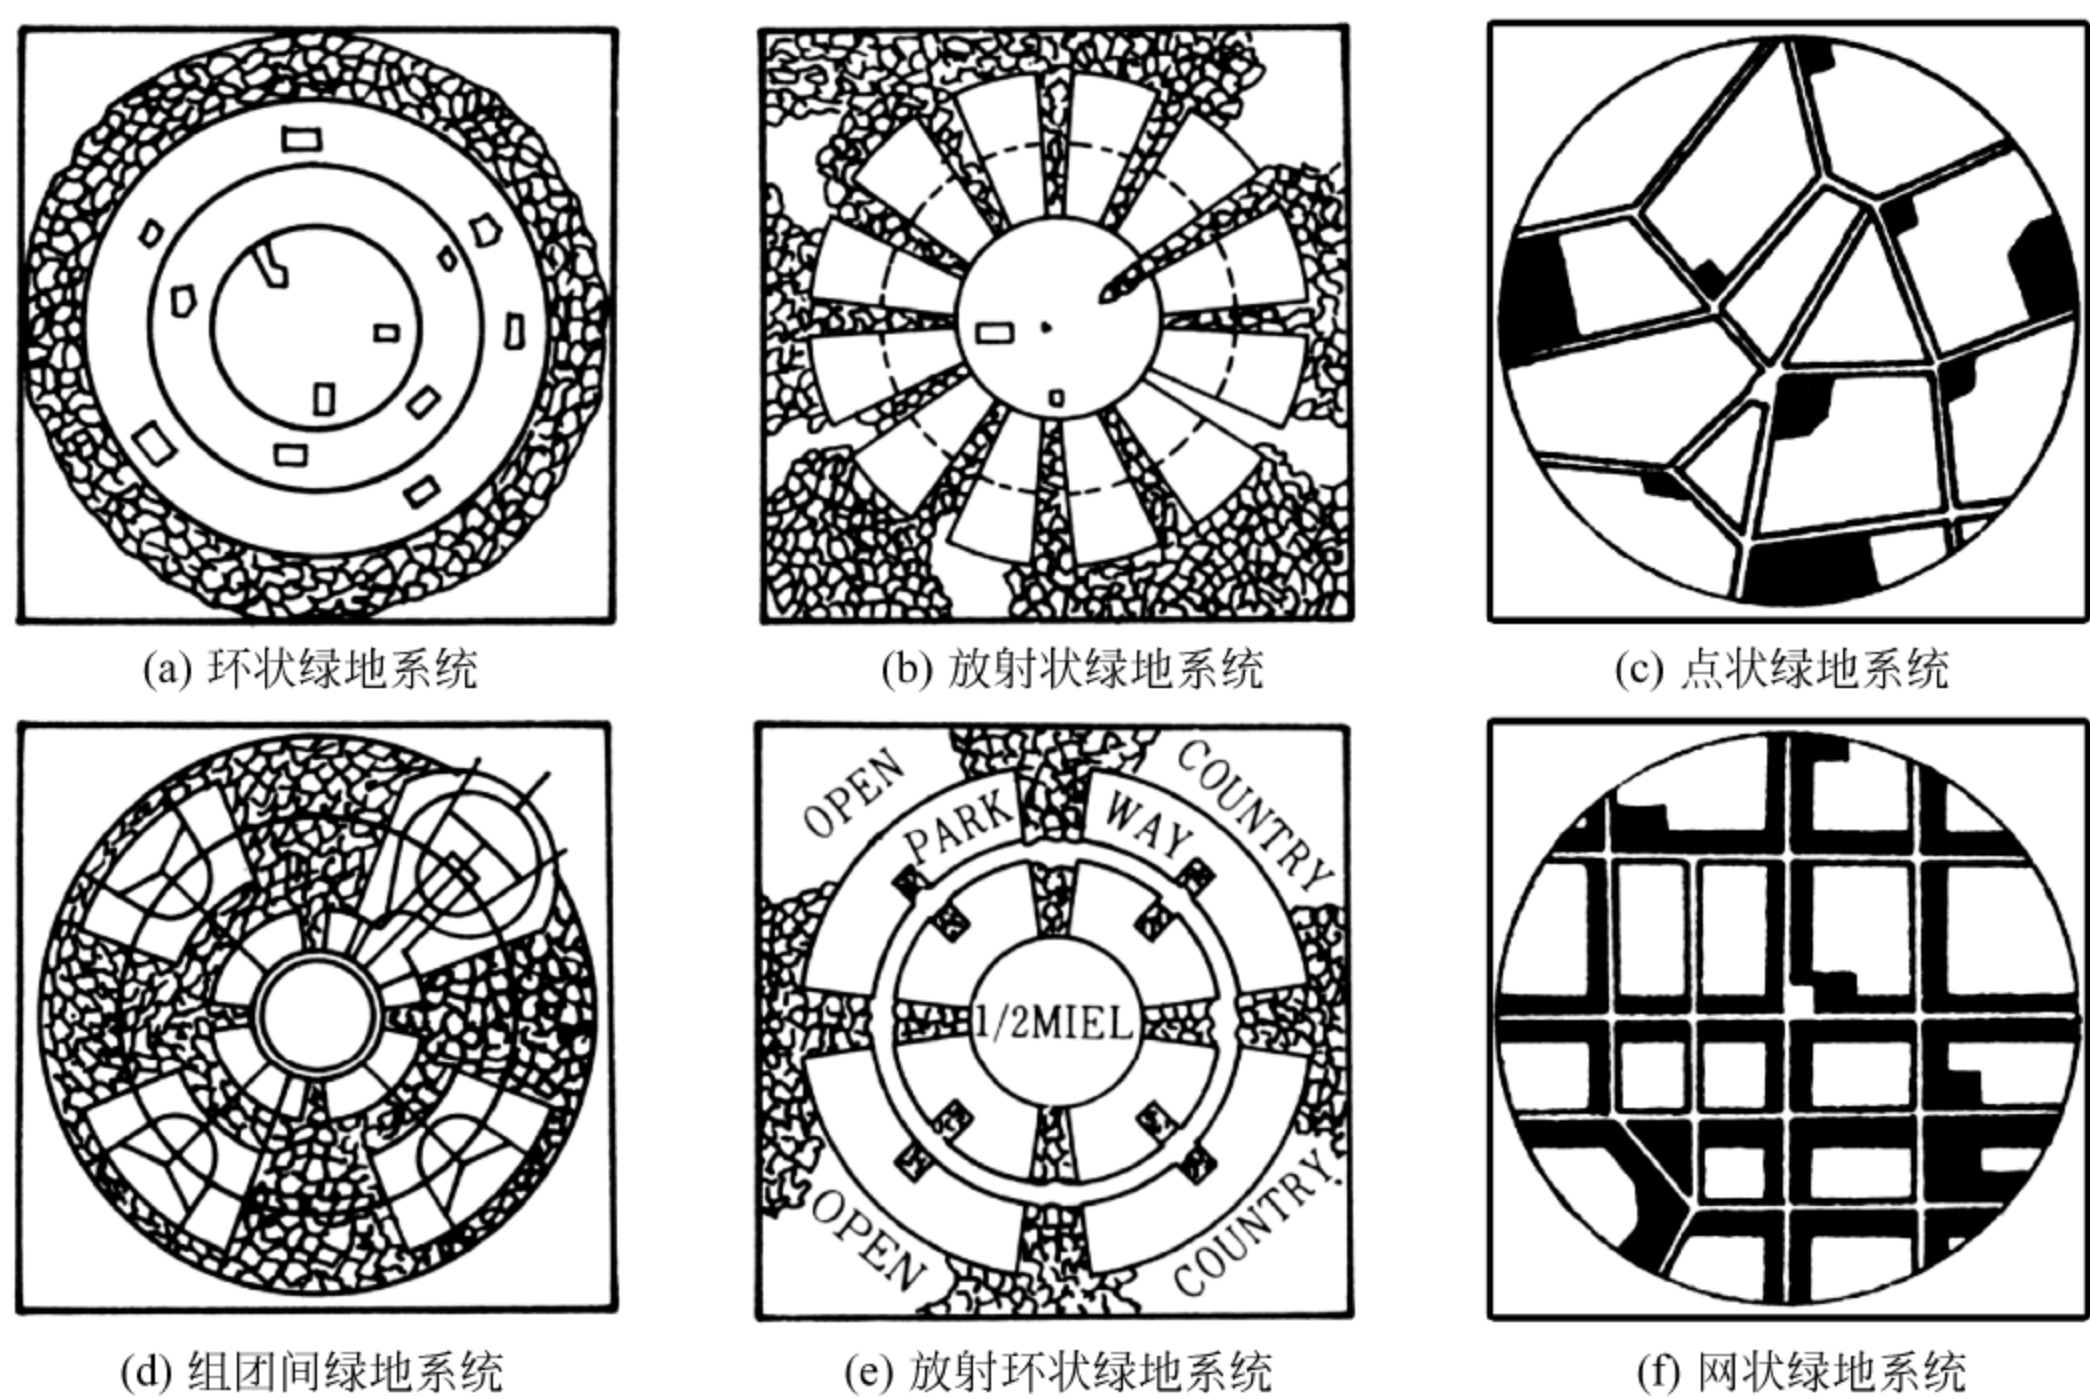 (a) 环状绿地系统
(b) 放射状绿地系统
(c) 点状绿地系统
OPEN
COUNTRY
PARK
WAY
1/2MIEL
OPEN
COUNTRY
(d) 组团间绿地系统
(e) 放射环状绿地系统
(f) 网状绿地系统